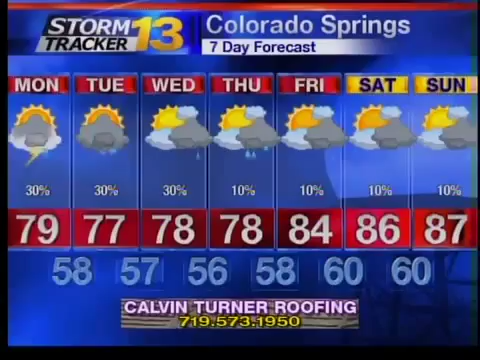 STORM TRACKER 13
Colorado Springs
7 Day Forecast
MON TUE WED THU FRI SAT SUN
30% 30% 30% 10% 10% 10% 10%
79 77 78 78 84 86 87
58 57 56 58 60 60
CALVIN TURNER ROOFING
719.573.1950